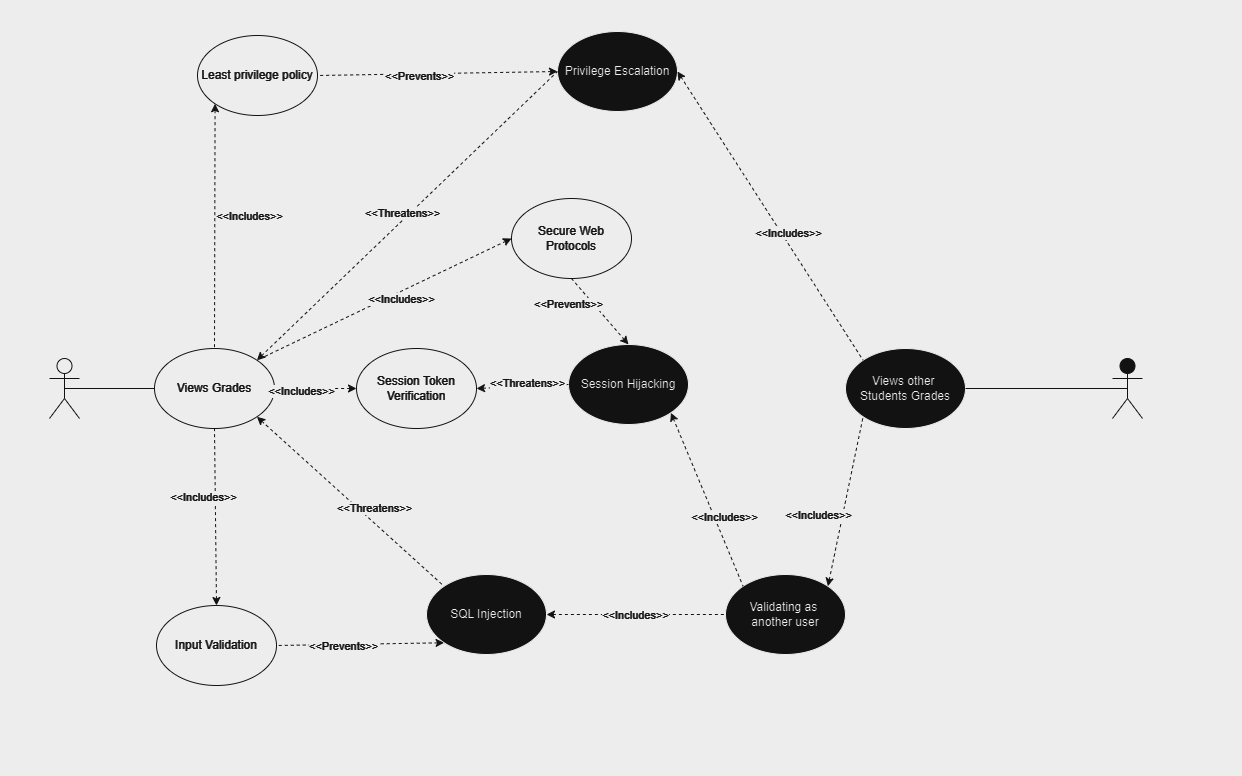 Least privilege policy
<<Prevents>>
Privilege Escalation
<<Includes>>
<<Threatens>>
Secure Web
Protocols
<<Includes>>
<<Includes>>
<<Prevents>>
Views Grades
<<Includes>>
Session Token
Verification
<<Threatens>>
Session Hijacking
Views other
Students Grades
<<Includes>>
<<Threatens>>
<<Includes>>
<<Includes>>
SQL Injection
<<Includes>>
Validating as
another user
Input Validation
<<Prevents>>